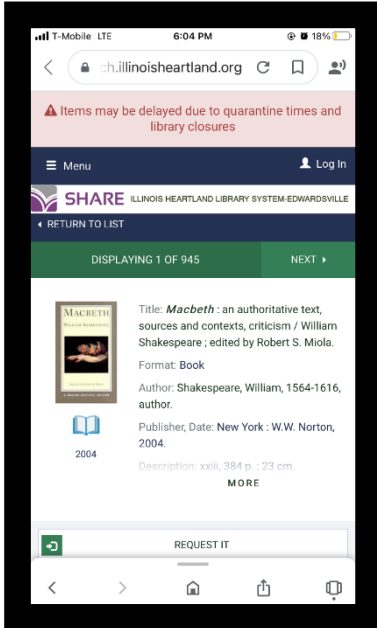 T-Mobile LTE 6:04 PM 18%
ch.illinoisheartland.org
Items may be delayed due to quarantine times and
library closures
Menu Log In
SHARE ILLINOIS HEARTLAND LIBRARY SYSTEM-EDWARDSVILLE
RETURN TO LIST
DISPLAYING 1 OF 945 NEXT
MACBETH
WILLIAM SHAKESPEARE
Title: Macbeth : an authoritative text,
sources and contexts, criticism / William
Shakespeare ; edited by Robert S. Miola.
Format: Book
Author: Shakespeare, William, 1564-1616,
author.
Publisher, Date: New York : W.W. Norton,
2004.
2004
Description: xxiii, 384 p. ; 23 cm.
MORE
REQUEST IT